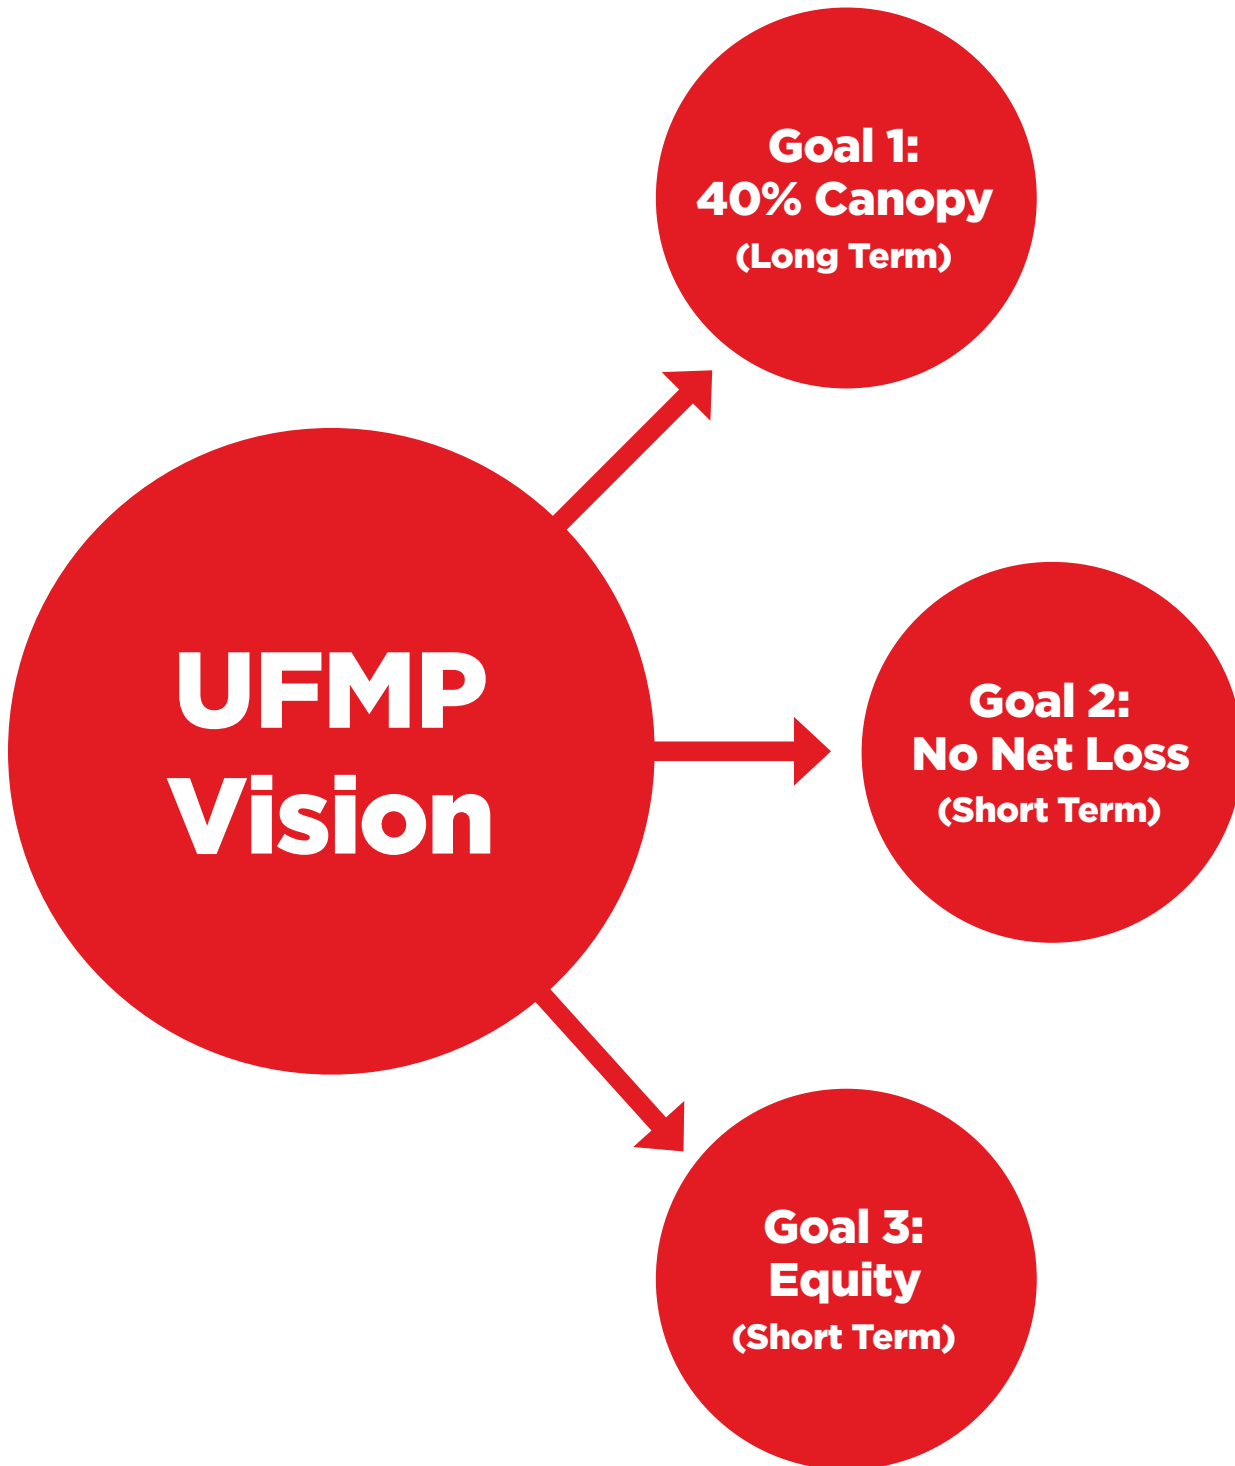 Goal 1:
40% Canopy
(Long Term)
UFMP
Vision
Goal 2:
No Net Loss
(Short Term)
Goal 3:
Equity
(Short Term)